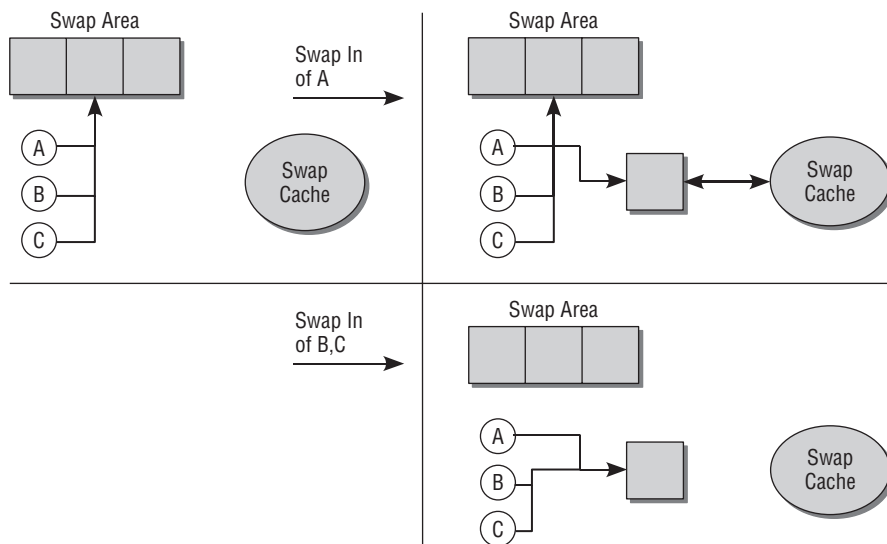 Swap Area
A
B
C
Swap
Cache
Swap In
of A
Swap Area
A
B
C
Swap
Cache
Swap In
of B,C
Swap Area
A
B
C
Swap
Cache